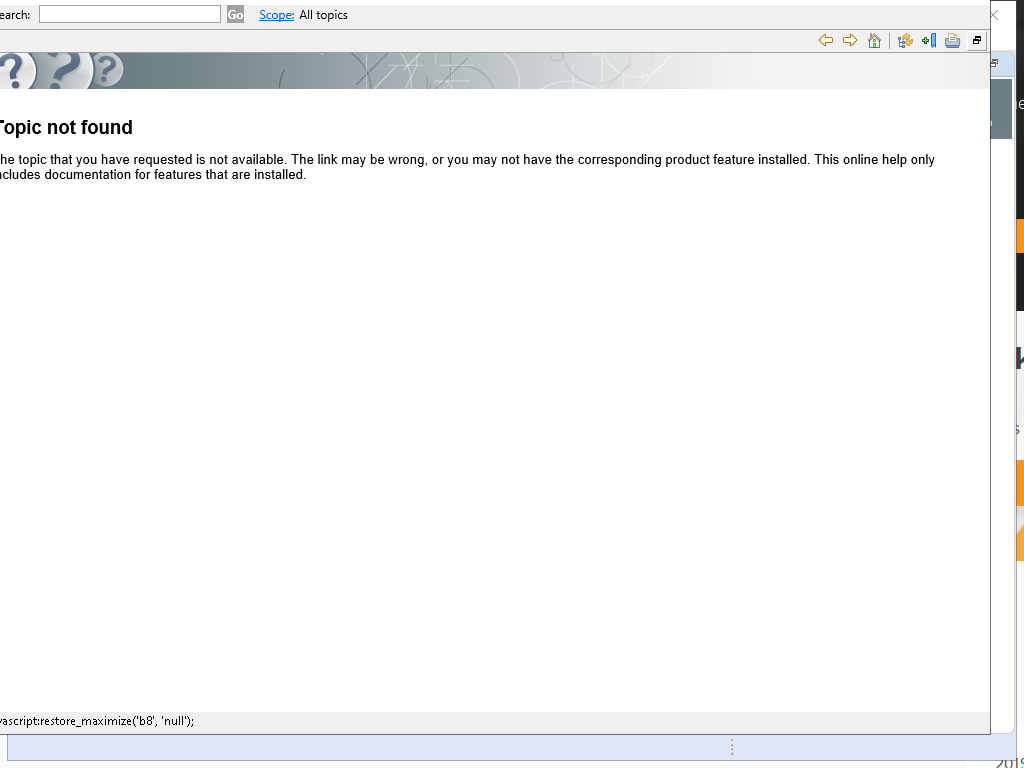 earch: Go Scope: All topics
Topic not found
he topic that you have requested is not available. The link may be wrong, or you may not have the corresponding product feature installed. This online help only
ncludes documentation for features that are installed.
vascript:restore_maximize('b8', 'null');